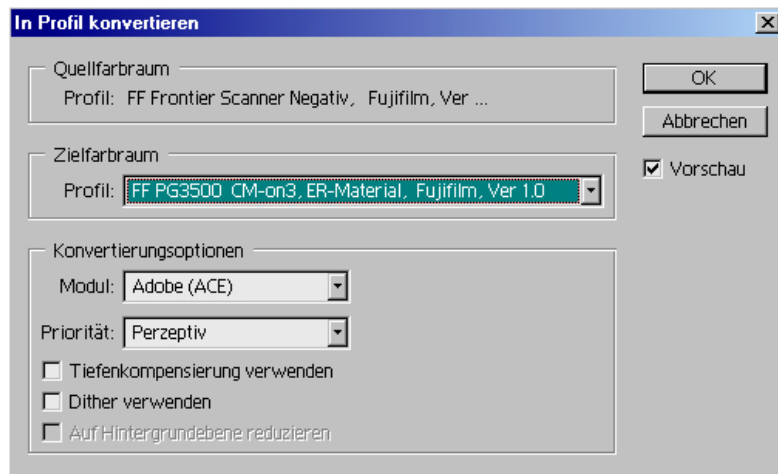 In Profil konvertieren
Quellfarbraum
Profil: FF Frontier Scanner Negativ, Fujifilm, Ver ...
OK
Abbrechen
Zielfarbraum
Vorschau
Profil: FF PG3500 CM-on3, ER-Material, Fujifilm, Ver 1.0
Konvertierungsoptionen
Modul: Adobe (ACE)
Priorität: Perzeptiv
Tiefenkompensierung verwenden
Dither verwenden
Auf Hintergrundebene reduzieren